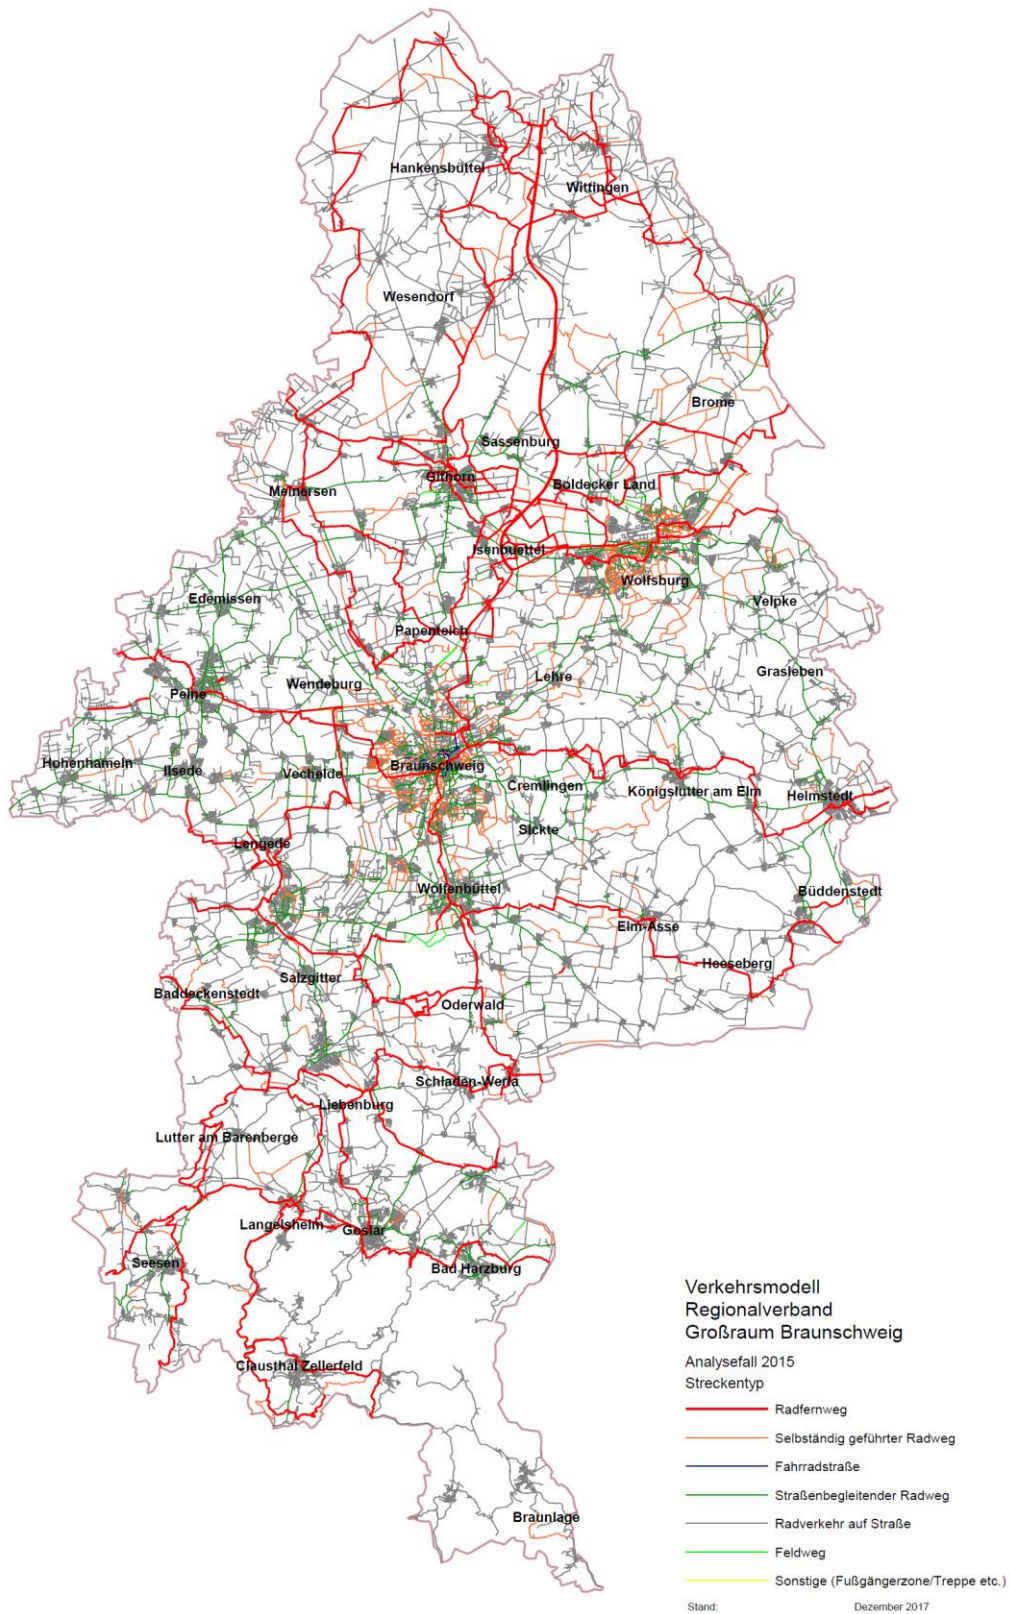 Hankensbüttel
Wittingen
Wesendorf
Brome
Sassenburg
Gifhorn
Boldecker Land
Meinersen
Isenbuettel
Wolfsburg
Edemissen
Velpke
Papenteich
Grasleben
Lehre
Wendeburg
Peine
Hohenhameln
Ilsede
Vechelde
Braunschweig
Cremlingen
Königslutter am Elm
Helmstedt
Sickte
Lengede
Wolfenbüttel
Büddenstedt
Elm-Asse
Heeseberg
Salzgitter
Baddeckenstedt
Oderwald
Schladen-Werla
Liebenburg
Lutter am Barenberge
Langelsheim
Goslar
Seesen
Bad Harzburg
Clausthal Zellerfeld
Braunlage
Verkehrsmodell
Regionalverband
Großraum Braunschweig
Analysefall 2015
Streckentyp
Radfernweg
Selbständig geführter Radweg
Fahrradstraße
Straßenbegleitender Radweg
Radverkehr auf Straße
Feldweg
Sonstige (Fußgängerzone/Treppe etc.)
Stand: Dezember 2017